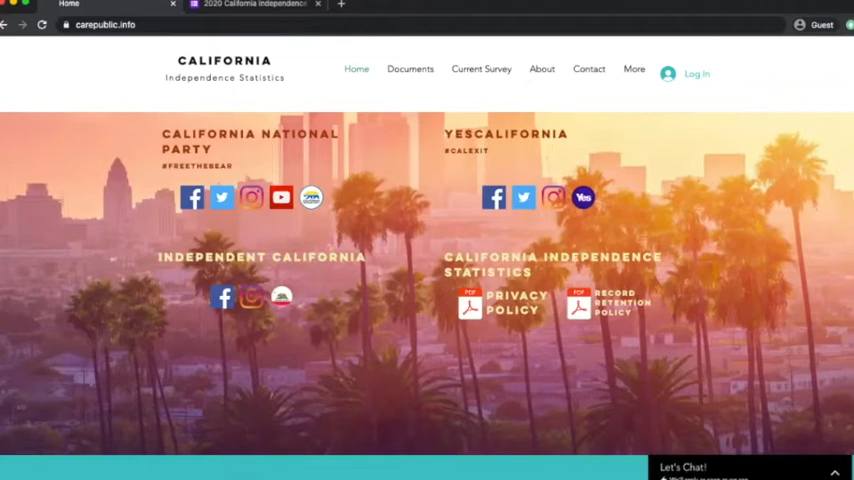 Home
2020 California Independence
carepublic.info
Guest
CALIFORNIA
Independence Statistics
Home
Documents
Current Survey
About
Contact
More
Log In
CALIFORNIA NATIONAL
PARTY
#FREETHEBEAR
YESCALIFORNIA
#CALEXIT
Yes
INDEPENDENT CALIFORNIA
CALIFORNIA INDEPENDENCE
STATISTICS
PDF
PRIVACY
POLICY
PDF
RECORD
RETENTION
POLICY
Let's Chat!